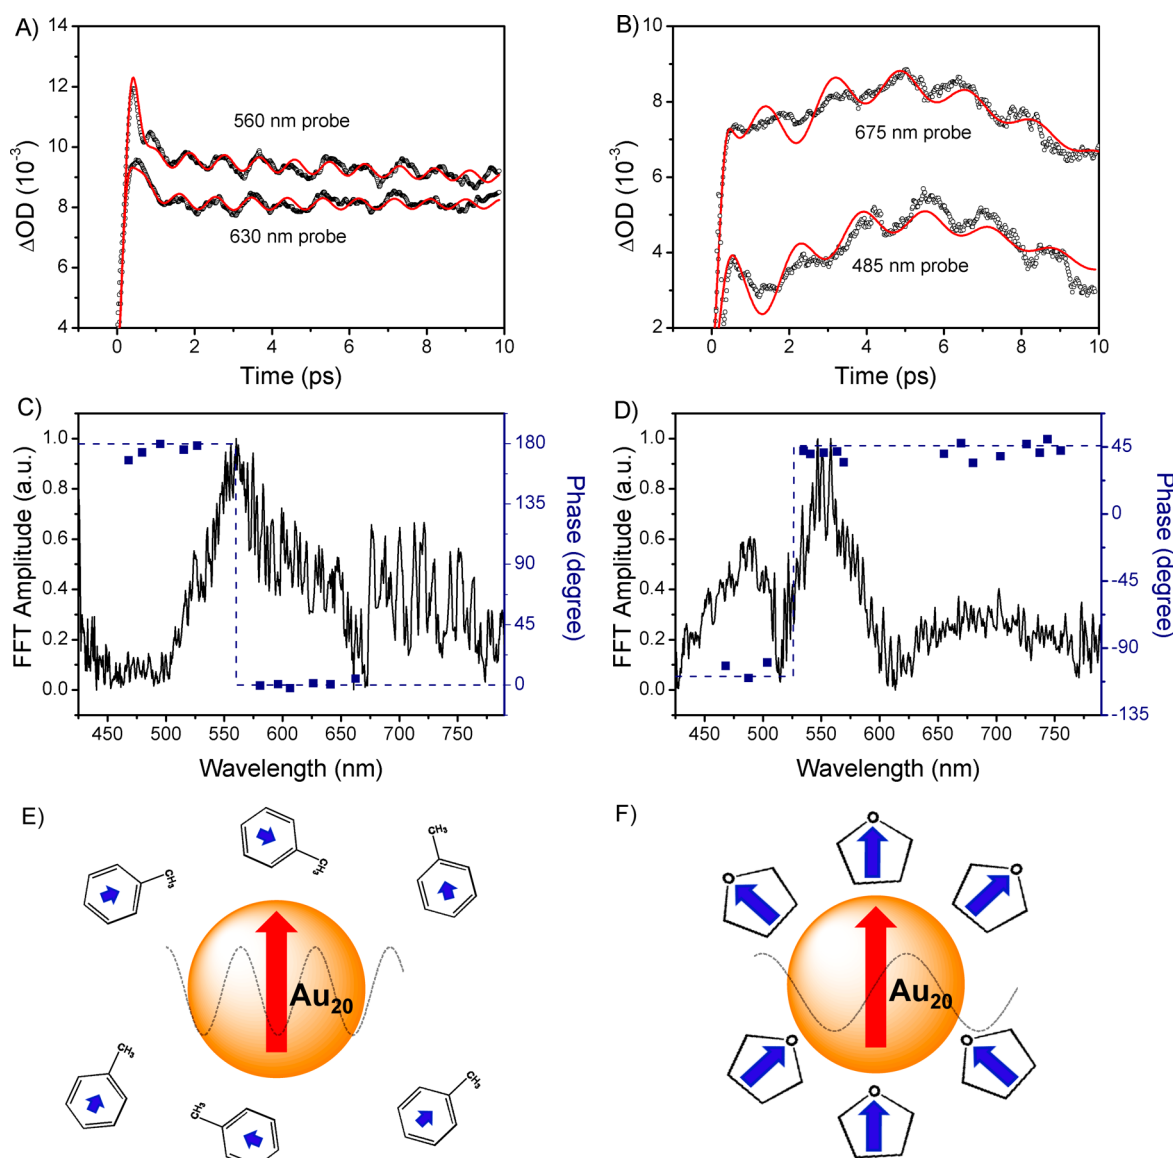 A)
14
12
10
8
6
4
0
2
4
6
8
10
ΔOD (10⁻³)
Time (ps)
560 nm probe
630 nm probe
B)
10
8
6
4
2
0
2
4
6
8
10
ΔOD (10⁻³)
Time (ps)
675 nm probe
485 nm probe
C)
1.0
0.8
0.6
0.4
0.2
0.0
FFT Amplitude (a.u.)
450 500 550 600 650 700 750
Wavelength (nm)
180
135
90
45
0
Phase (degree)
D)
1.0
0.8
0.6
0.4
0.2
0.0
FFT Amplitude (a.u.)
450 500 550 600 650 700 750
Wavelength (nm)
45
0
-45
-90
-135
Phase (degree)
E)
CH₃
CH₃
CH₃
Au₂₀
CH₃
CH₃
CH₃
F)
O
O
O
Au₂₀
O
O
O